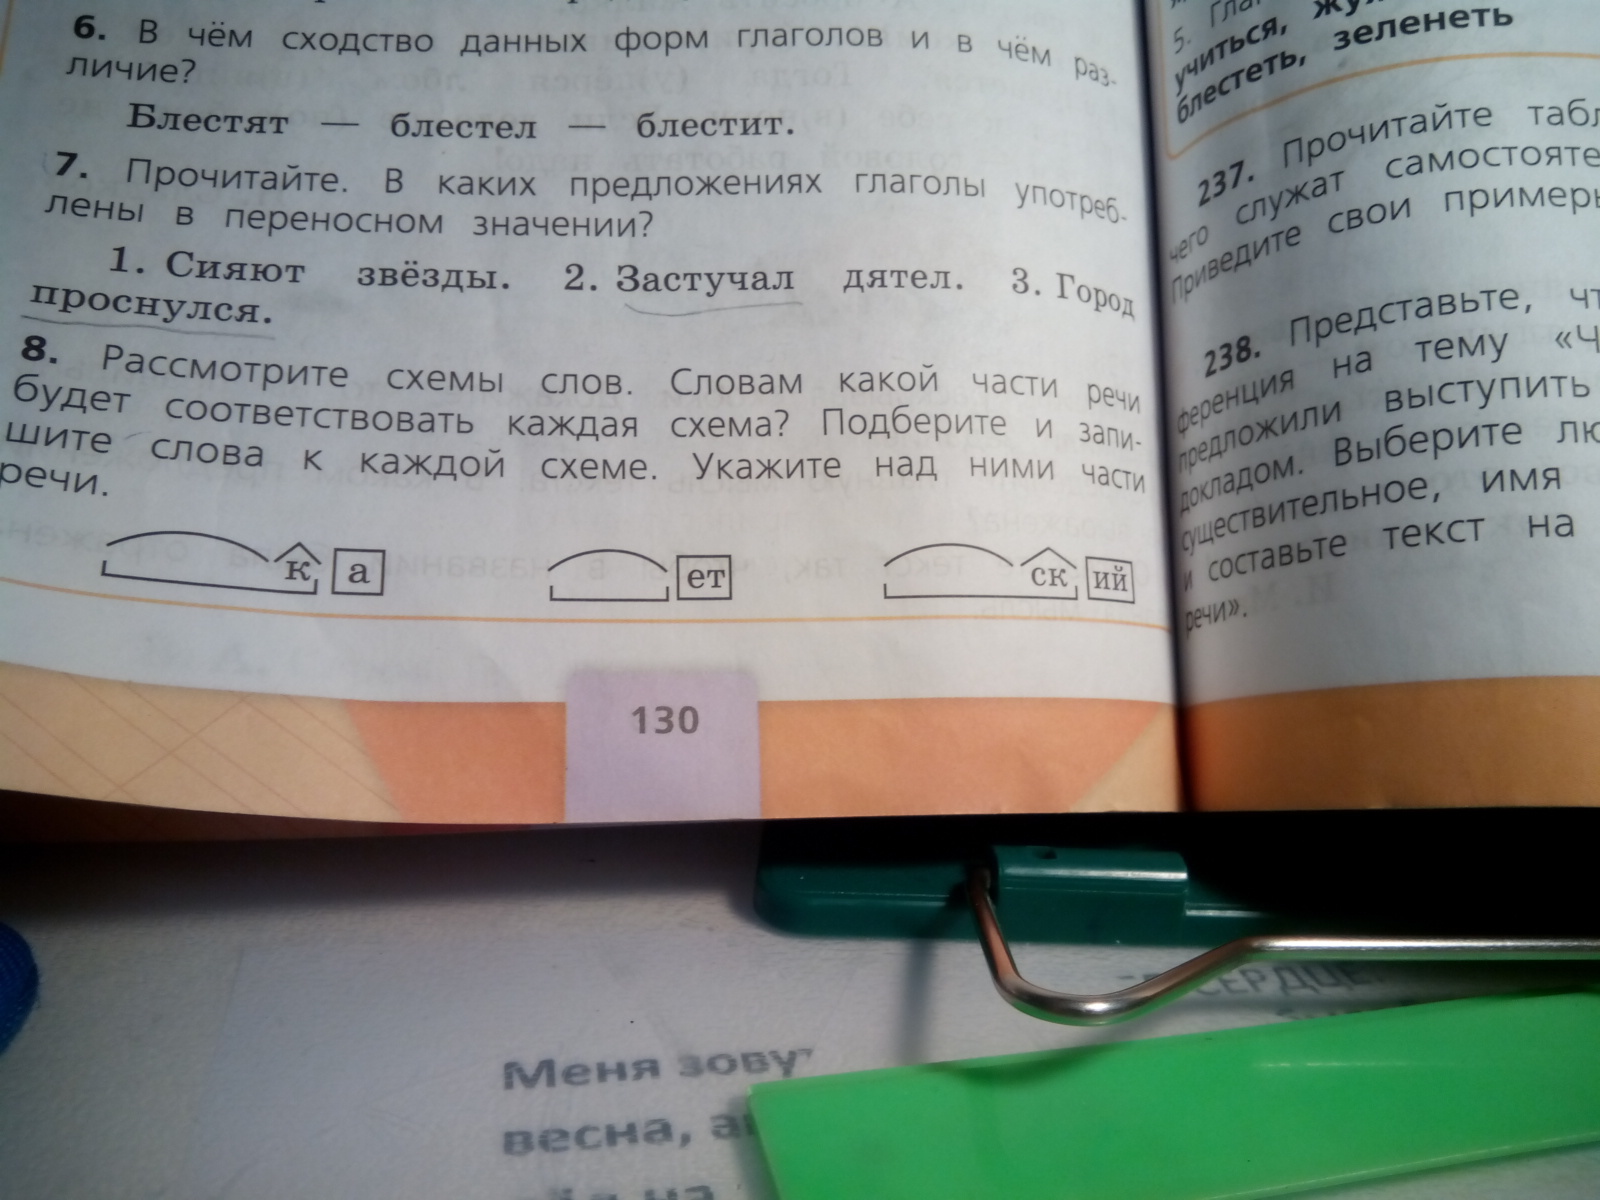 6. В чём сходство данных форм глаголов и в чём раз-
личие?
Блестят — блестел — блестит.
7. Прочитайте. В каких предложениях глаголы употреб-
лены в переносном значении?
1. Сияют звёзды. 2. Застучал дятел. 3. Город
проснулся.
8. Рассмотрите схемы слов. Словам какой части речи
будет соответствовать каждая схема? Подберите и запи-
шите слова к каждой схеме. Укажите над ними части
речи.
к а ет ск ий
130
5.
учиться,
блестеть, зеленеть
237. Прочитайте
чего служат
Приведите свои
238. Представьте,
ференция на тему
предложили выступить
докладом. Выберите
существительное, имя
и составьте текст на
речи».
Меня зовут
весна,